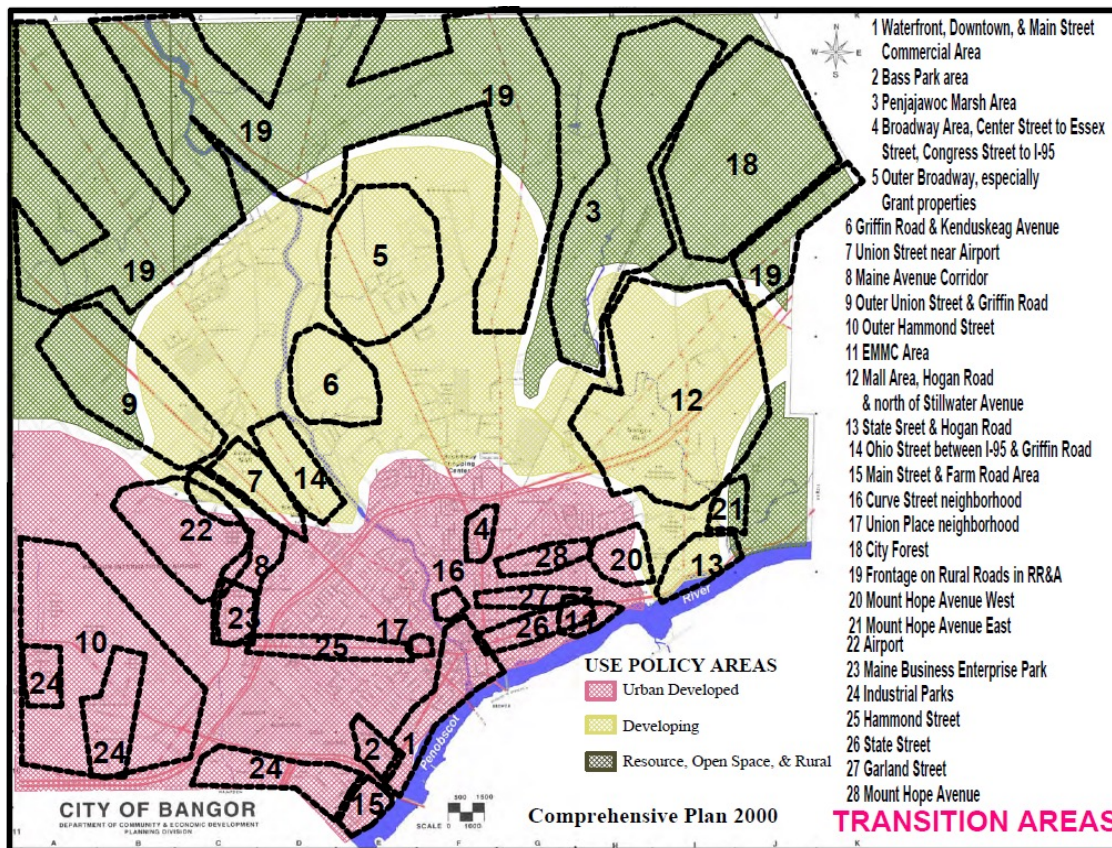 A
C
J
K
N
W
E
S
1 Waterfront, Downtown, & Main Street
Commercial Area
2 Bass Park area
3 Penjajawoc Marsh Area
4 Broadway Area, Center Street to Essex
Street, Congress Street to I-95
5 Outer Broadway, especially
Grant properties
6 Griffin Road & Kenduskeag Avenue
7 Union Street near Airport
8 Maine Avenue Corridor
9 Outer Union Street & Griffin Road
10 Outer Hammond Street
11 EMMC Area
12 Mall Area, Hogan Road
& north of Stillwater Avenue
13 State Sreet & Hogan Road
14 Ohio Street between I-95 & Griffin Road
15 Main Street & Farm Road Area
16 Curve Street neighborhood
17 Union Place neighborhood
18 City Forest
19 Frontage on Rural Roads in RR&A
20 Mount Hope Avenue West
21 Mount Hope Avenue East
22 Airport
23 Maine Business Enterprise Park
24 Industrial Parks
25 Hammond Street
26 State Street
27 Garland Street
28 Mount Hope Avenue
TRANSITION AREAS
19
19
18
3
5
19
19
6
9
12
7
14
22
21
4
8
28
20
13
16
River
23
27
11
10
17
26
25
24
24
2
1
Penobscot
24
15
USE POLICY AREAS
Urban Developed
Developing
Resource, Open Space, & Rural
CITY OF BANGOR
DEPARTMENT OF COMMUNITY & ECONOMIC DEVELOPMENT
PLANNING DIVISION
SCALE
Comprehensive Plan 2000
11
A
B
C
D
E
F
G
H
I
J
K